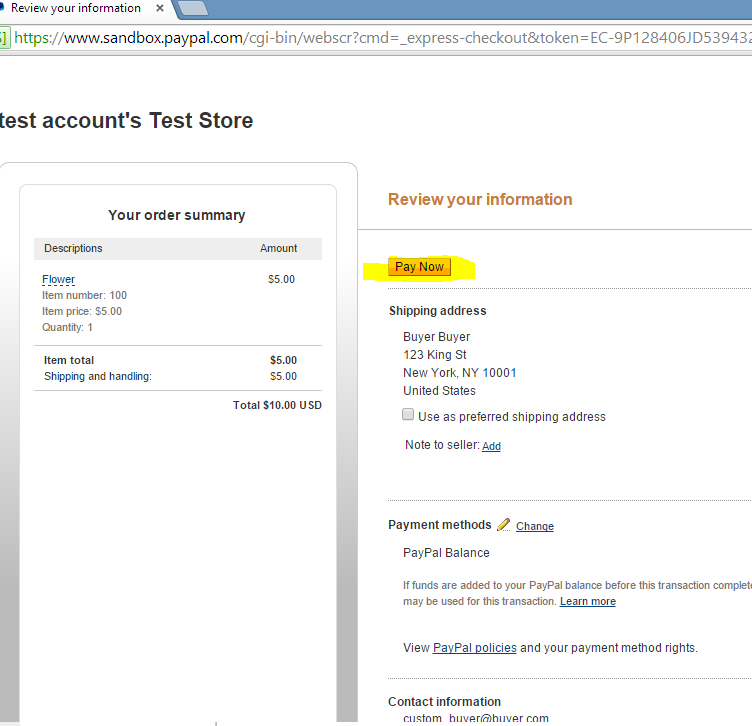 Review your information
https://www.sandbox.paypal.com/cgi-bin/webscr?cmd=_express-checkout&token=EC-9P128406JD539432
test account's Test Store
Your order summary
Descriptions Amount
Flower $5.00
Item number: 100
Item price: $5.00
Quantity: 1
Item total $5.00
Shipping and handling: $5.00
Total $10.00 USD
Review your information
Pay Now
Shipping address
Buyer Buyer
123 King St
New York, NY 10001
United States
Use as preferred shipping address
Note to seller: Add
Payment methods Change
PayPal Balance
If funds are added to your PayPal balance before this transaction complete
may be used for this transaction. Learn more
View PayPal policies and your payment method rights.
Contact information
custom_buyer@buyer.com